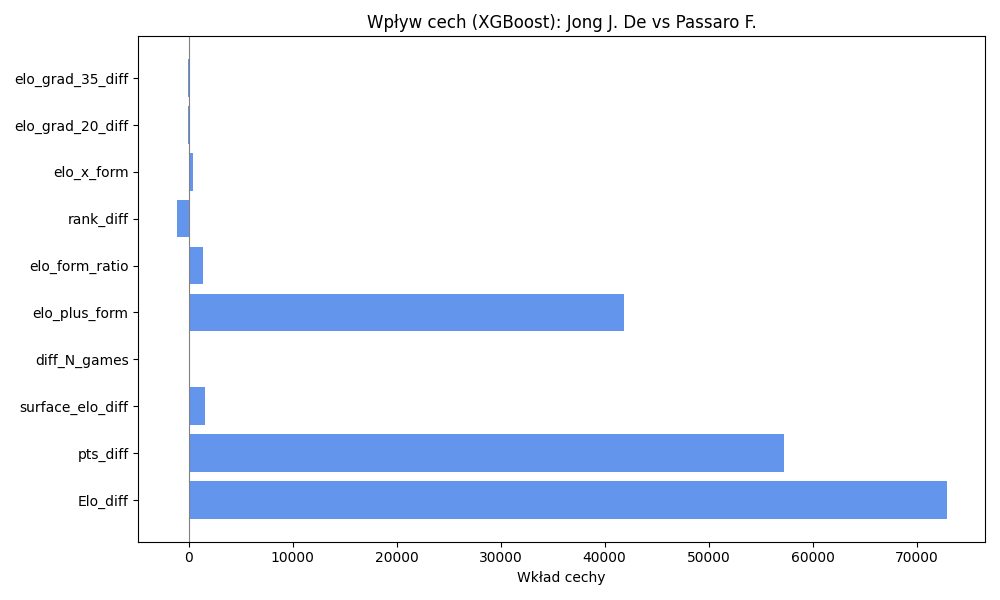 Wpływ cech (XGBoost): Jong J. De vs Passaro F.
elo_grad_35_diff
elo_grad_20_diff
elo_x_form
rank_diff
elo_form_ratio
elo_plus_form
diff_N_games
surface_elo_diff
pts_diff
Elo_diff
0 10000 20000 30000 40000 50000 60000 70000
Wkład cechy